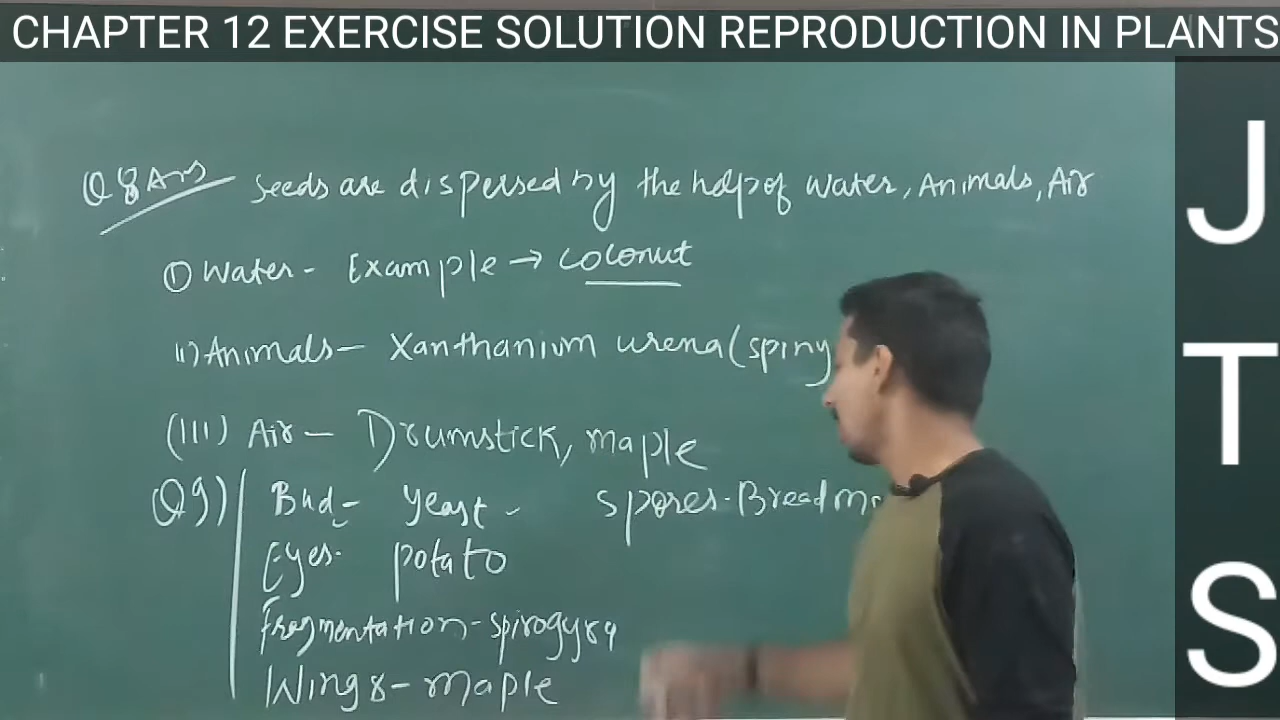 CHAPTER 12 EXERCISE SOLUTION REPRODUCTION IN PLANTS
J
T
S
Q 8 Ans Seeds are dispersed by the help of water, Animals, Air
(1) Water - Example → coconut
ii) Animals - Xanthanium urena (spiny
(III) Air - Drumstick, maple
Q9) Bud - yeast - spores - Bread
Eyes - potato
Fragmentation - spirogyra
Wings - maple